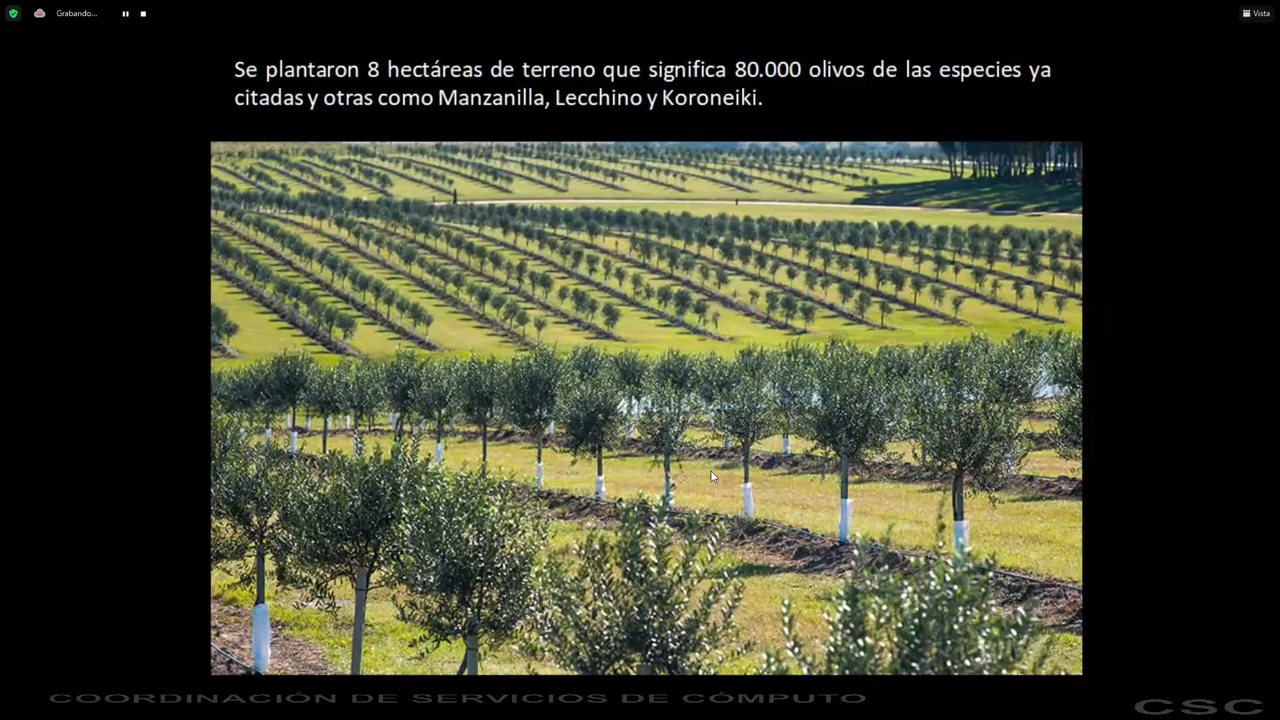 Grabando...
Vista
Se plantaron 8 hectáreas de terreno que significa 80.000 olivos de las especies ya
citadas y otras como Manzanilla, Lecchino y Koroneiki.
COORDINACIÓN DE SERVICIOS DE CÓMPUTO
CSC